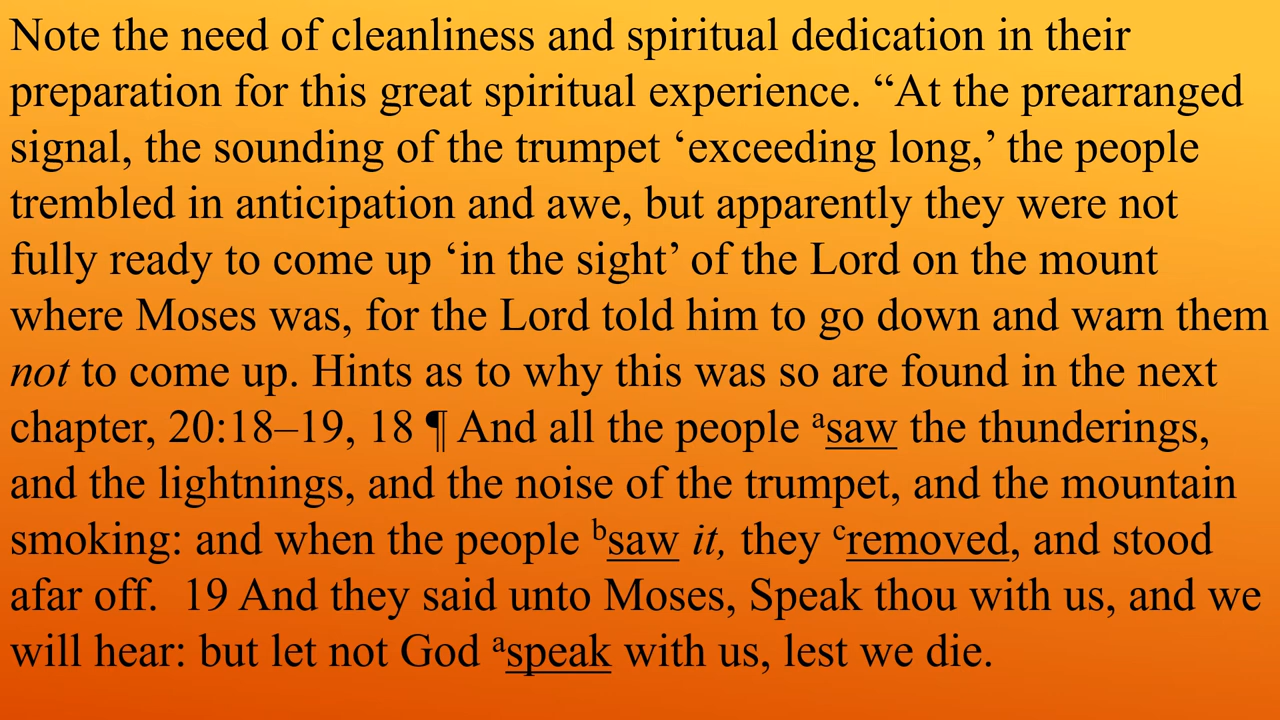 Note the need of cleanliness and spiritual dedication in their
preparation for this great spiritual experience. “At the prearranged
signal, the sounding of the trumpet ‘exceeding long,’ the people
trembled in anticipation and awe, but apparently they were not
fully ready to come up ‘in the sight’ of the Lord on the mount
where Moses was, for the Lord told him to go down and warn them
not to come up. Hints as to why this was so are found in the next
chapter, 20:18–19, 18 ¶ And all the people ᵃsaw the thunderings,
and the lightnings, and the noise of the trumpet, and the mountain
smoking: and when the people ᵇsaw it, they ᶜremoved, and stood
afar off.  19 And they said unto Moses, Speak thou with us, and we
will hear: but let not God ᵃspeak with us, lest we die.